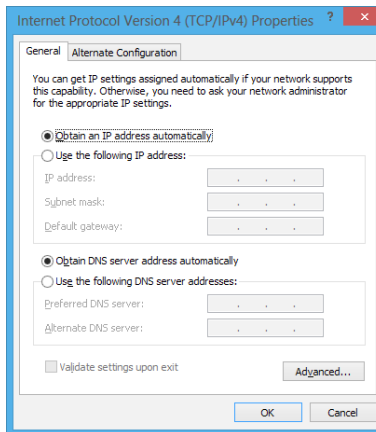 Internet Protocol Version 4 (TCP/IPv4) Properties ? ×
General Alternate Configuration
You can get IP settings assigned automatically if your network supports
this capability. Otherwise, you need to ask your network administrator
for the appropriate IP settings.
Obtain an IP address automatically
Use the following IP address:
IP address: . . .
Subnet mask: . . .
Default gateway: . . .
Obtain DNS server address automatically
Use the following DNS server addresses:
Preferred DNS server: . . .
Alternate DNS server: . . .
Validate settings upon exit
Advanced...
OK Cancel